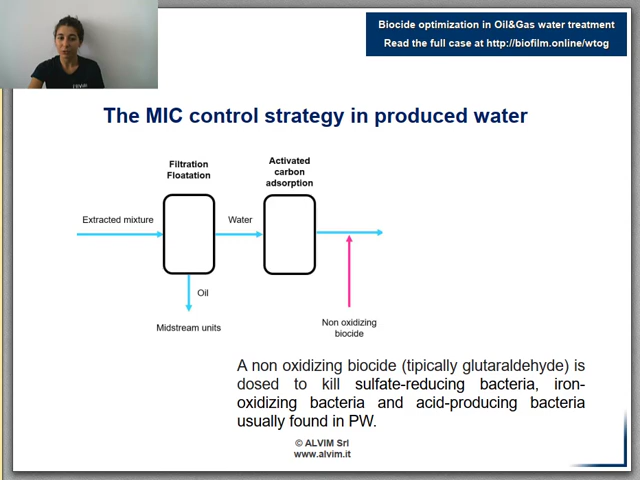 Biocide optimization in Oil&Gas water treatment
Read the full case at http://biofilm.online/wtog
The MIC control strategy in produced water
Filtration
Floatation
Activated
carbon
adsorption
Extracted mixture
Water
Oil
Midstream units
Non oxidizing
biocide
A non oxidizing biocide (tipically glutaraldehyde) is
dosed to kill sulfate-reducing bacteria, iron-
oxidizing bacteria and acid-producing bacteria
usually found in PW.
© ALVIM Srl
www.alvim.it